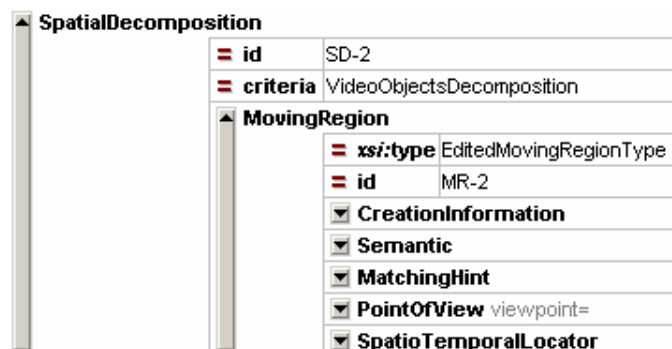 SpatialDecomposition
= id SD-2
= criteria VideoObjectsDecomposition
MovingRegion
= xsi:type EditedMovingRegionType
= id MR-2
CreationInformation
Semantic
MatchingHint
PointOfView viewpoint=
SpatioTemporalLocator